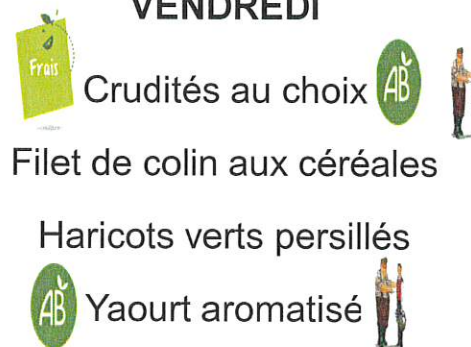 VENDREDI
Frais
Crudités au choix AB
Filet de colin aux céréales
Haricots verts persillés
AB Yaourt aromatisé